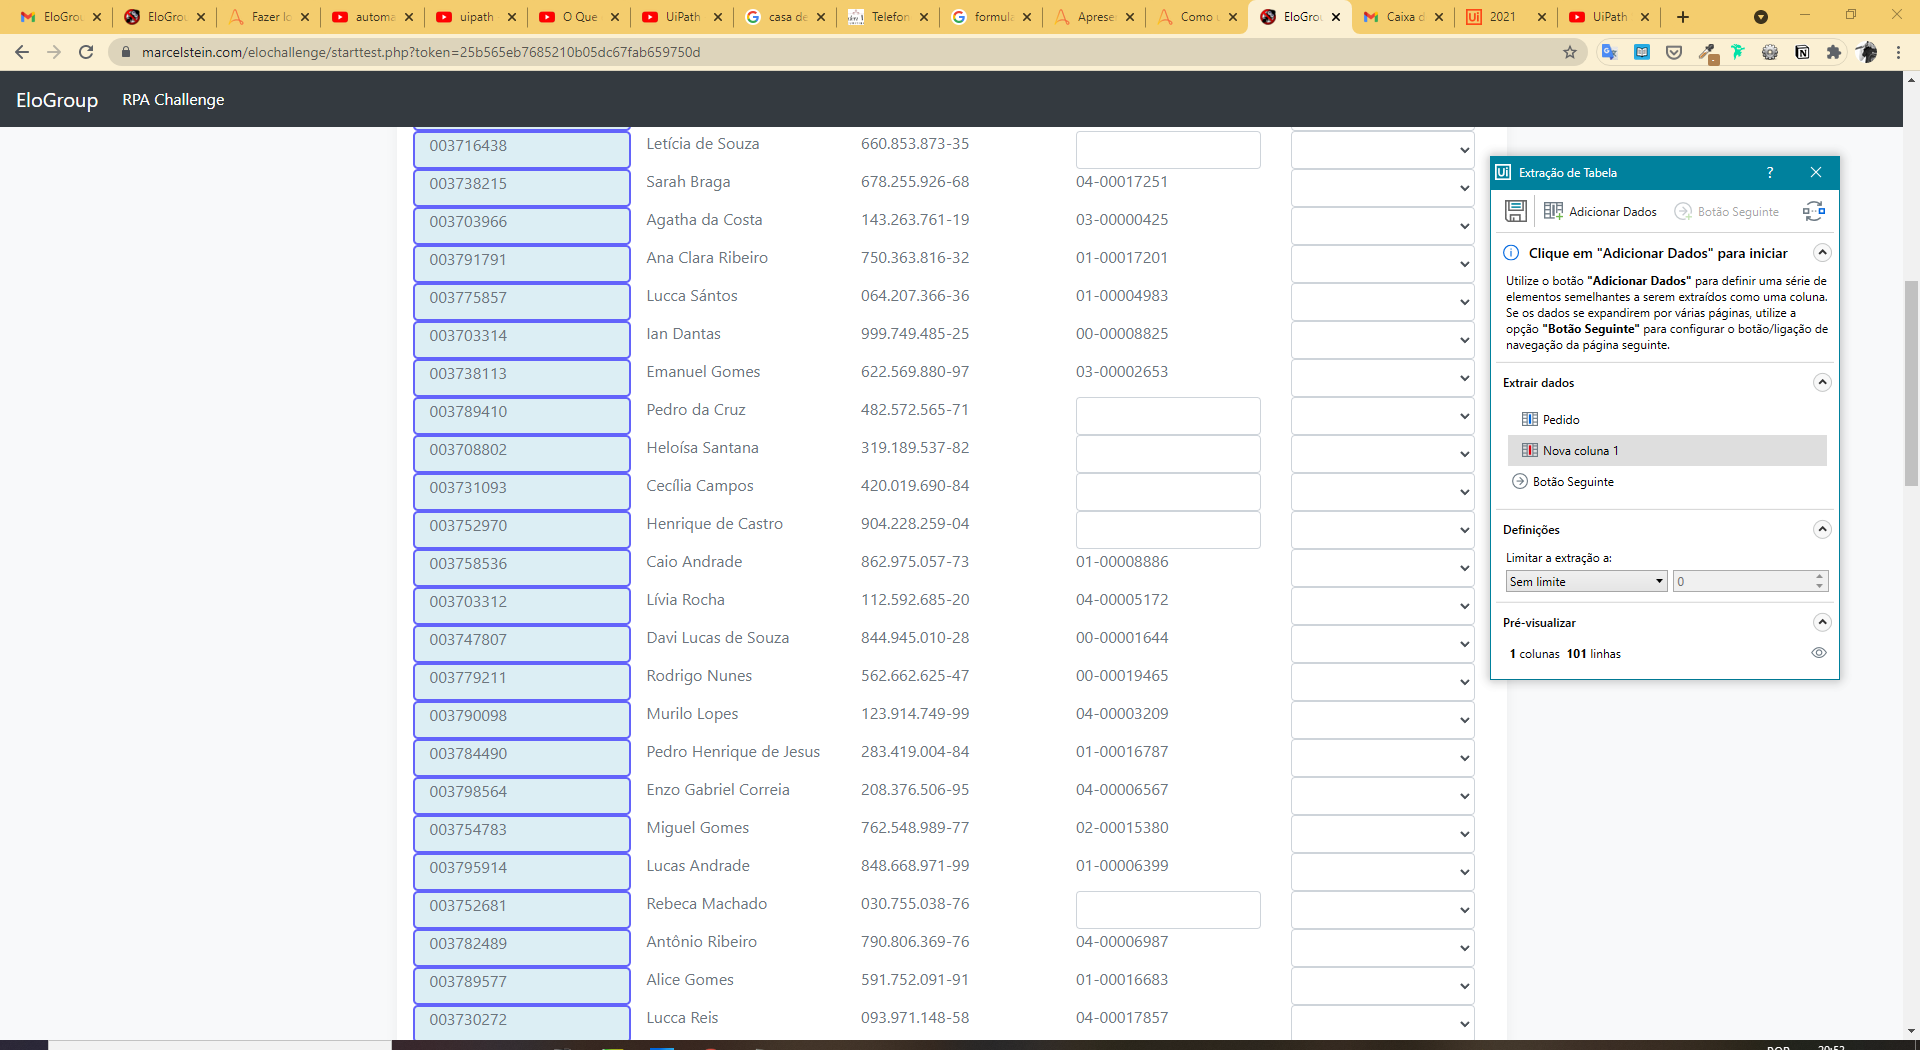 EloGrou
EloGrou
Fazer lo
automa
uipath
O Que
UiPath
casa de
Telefon
formula
Aprese
Como u
EloGrou
Caixa d
Ui 2021
UiPath
marcelstein.com/elochallenge/starttest.php?token=25b565eb7685210b05dc67fab659750d
EloGroup RPA Challenge
003716438 Letícia de Souza 660.853.873-35
003738215 Sarah Braga 678.255.926-68 04-00017251
003703966 Agatha da Costa 143.263.761-19 03-00000425
003791791 Ana Clara Ribeiro 750.363.816-32 01-00017201
003775857 Lucca Sántos 064.207.366-36 01-00004983
003703314 Ian Dantas 999.749.485-25 00-00008825
003738113 Emanuel Gomes 622.569.880-97 03-00002653
003789410 Pedro da Cruz 482.572.565-71
003708802 Heloísa Santana 319.189.537-82
003731093 Cecília Campos 420.019.690-84
003752970 Henrique de Castro 904.228.259-04
003758536 Caio Andrade 862.975.057-73 01-00008886
003703312 Lívia Rocha 112.592.685-20 04-00005172
003747807 Davi Lucas de Souza 844.945.010-28 00-00001644
003779211 Rodrigo Nunes 562.662.625-47 00-00019465
003790098 Murilo Lopes 123.914.749-99 04-00003209
003784490 Pedro Henrique de Jesus 283.419.004-84 01-00016787
003798564 Enzo Gabriel Correia 208.376.506-95 04-00006567
003754783 Miguel Gomes 762.548.989-77 02-00015380
003795914 Lucas Andrade 848.668.971-99 01-00006399
003752681 Rebeca Machado 030.755.038-76
003782489 Antônio Ribeiro 790.806.369-76 04-00006987
003789577 Alice Gomes 591.752.091-91 01-00016683
003730272 Lucca Reis 093.971.148-58 04-00017857
Ui Extração de Tabela ?
Adicionar Dados Botão Seguinte
Clique em "Adicionar Dados" para iniciar
Utilize o botão "Adicionar Dados" para definir uma série de
elementos semelhantes a serem extraídos como uma coluna.
Se os dados se expandirem por várias páginas, utilize a
opção "Botão Seguinte" para configurar o botão/ligação de
navegação da página seguinte.
Extrair dados
Pedido
Nova coluna 1
Botão Seguinte
Definições
Limitar a extração a:
Sem limite 0
Pré-visualizar
1 colunas 101 linhas